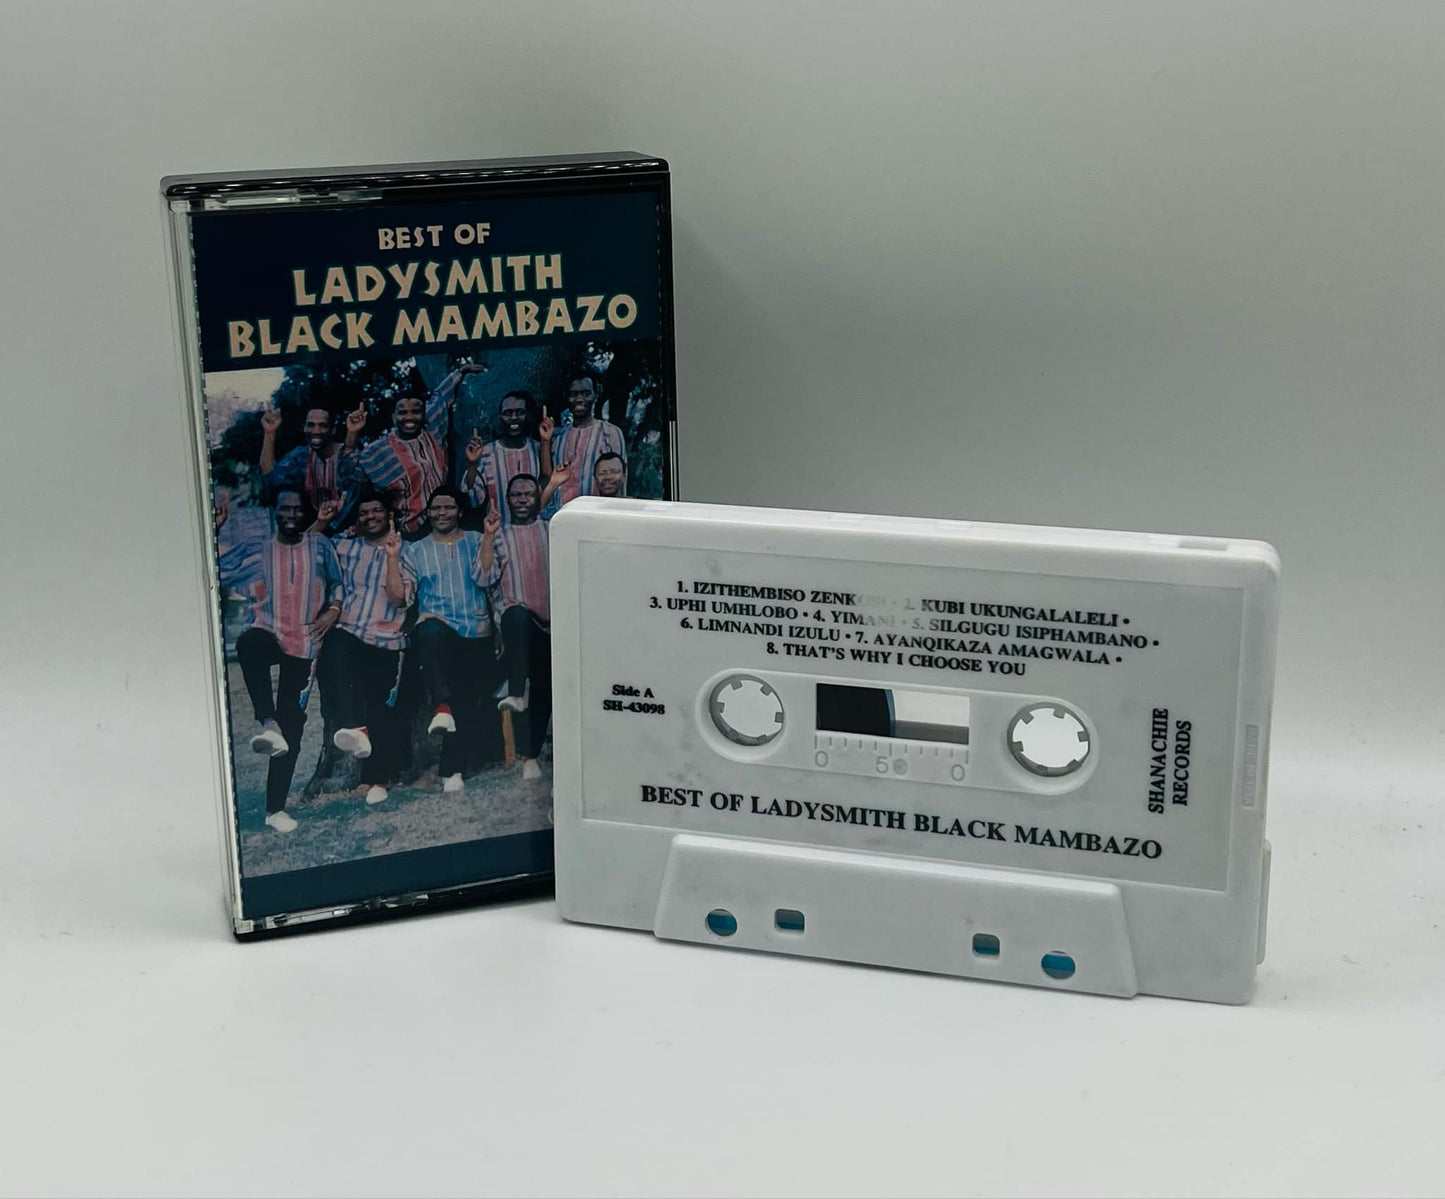 BEST OF
LADYSMITH
BLACK MAMBAZO
1. IZITHEMBISO ZENKOSI • 2. KUBI UKUNGALALELI •
3. UPHI UMHLOBO • 4. YIMANI • 5. SILGUGU ISIPHAMBANO •
6. LIMNANDI IZULU • 7. AYANQIKAZA AMAGWALA •
8. THAT'S WHY I CHOOSE YOU
Side A
SH-43098
0 50 0
SHANACHIE
RECORDS
BEST OF LADYSMITH BLACK MAMBAZO